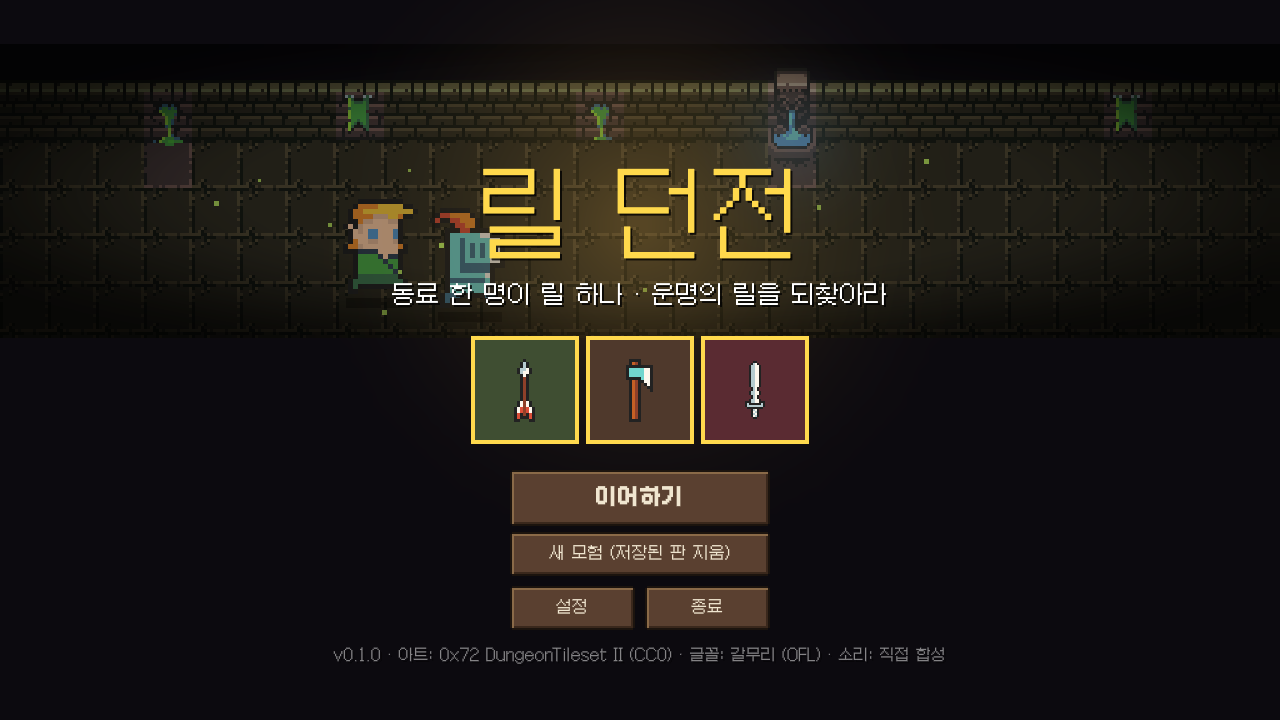 릴 던전
동료 한 명이 릴 하나 · 운명의 릴을 되찾아라
이어하기
새 모험 (저장된 판 지움)
설정
종료
v0.1.0 · 아트: 0x72 DungeonTileset II (CC0) · 글꼴: 갈무리 (OFL) · 소리: 직접 합성